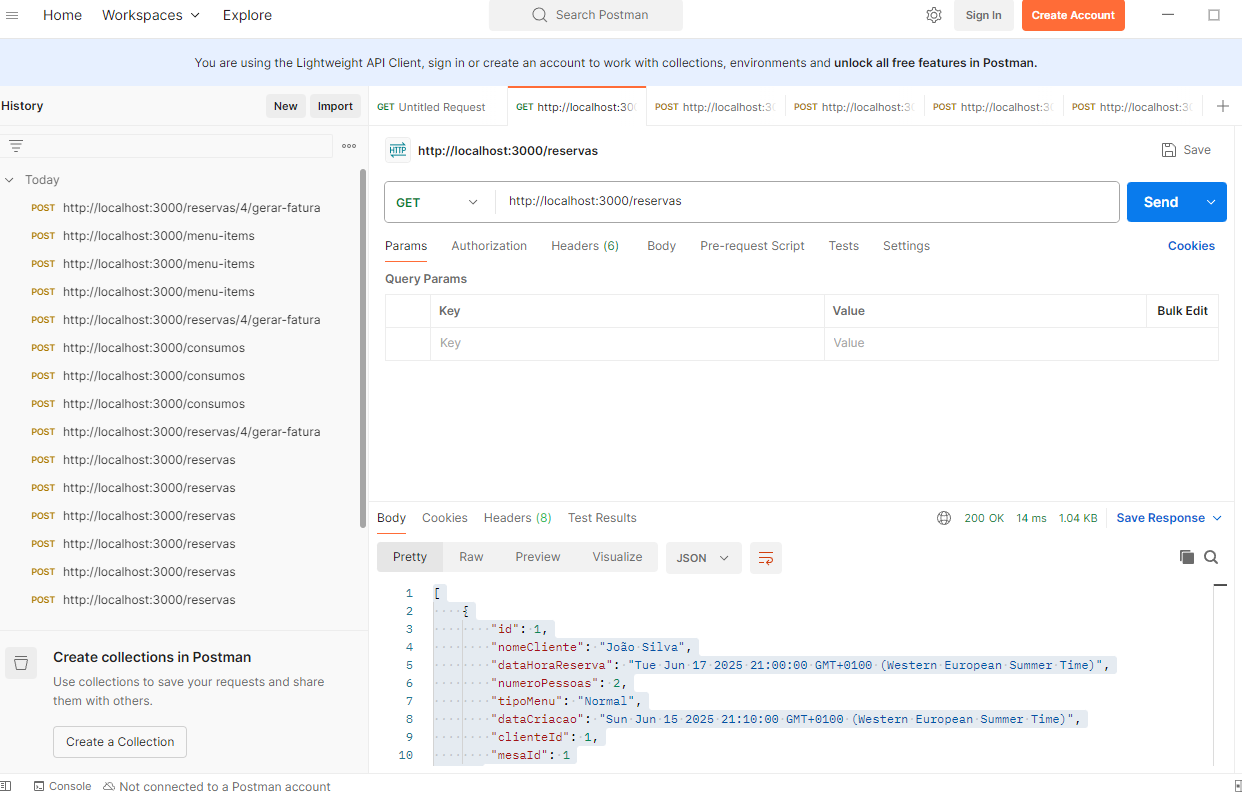 Home Workspaces Explore Search Postman Sign In Create Account
You are using the Lightweight API Client, sign in or create an account to work with collections, environments and unlock all free features in Postman.
History New Import
Today
POST http://localhost:3000/reservas/4/gerar-fatura
POST http://localhost:3000/menu-items
POST http://localhost:3000/menu-items
POST http://localhost:3000/menu-items
POST http://localhost:3000/reservas/4/gerar-fatura
POST http://localhost:3000/consumos
POST http://localhost:3000/consumos
POST http://localhost:3000/consumos
POST http://localhost:3000/reservas/4/gerar-fatura
POST http://localhost:3000/reservas
POST http://localhost:3000/reservas
POST http://localhost:3000/reservas
POST http://localhost:3000/reservas
POST http://localhost:3000/reservas
POST http://localhost:3000/reservas
Create collections in Postman
Use collections to save your requests and share
them with others.
Create a Collection
GET Untitled Request GET http://localhost:300 POST http://localhost:30 POST http://localhost:30 POST http://localhost:30 POST http://localhost:30
HTTP http://localhost:3000/reservas Save
GET http://localhost:3000/reservas Send
Params Authorization Headers (6) Body Pre-request Script Tests Settings Cookies
Query Params
Key Value Bulk Edit
Key Value
Body Cookies Headers (8) Test Results 200 OK 14 ms 1.04 KB Save Response
Pretty Raw Preview Visualize JSON
1 [
2 {
3 "id": 1,
4 "nomeCliente": "João Silva",
5 "dataHoraReserva": "Tue Jun 17 2025 21:00:00 GMT+0100 (Western European Summer Time)",
6 "numeroPessoas": 2,
7 "tipoMenu": "Normal",
8 "dataCriacao": "Sun Jun 15 2025 21:10:00 GMT+0100 (Western European Summer Time)",
9 "clienteId": 1,
10 "mesaId": 1
Console Not connected to a Postman account